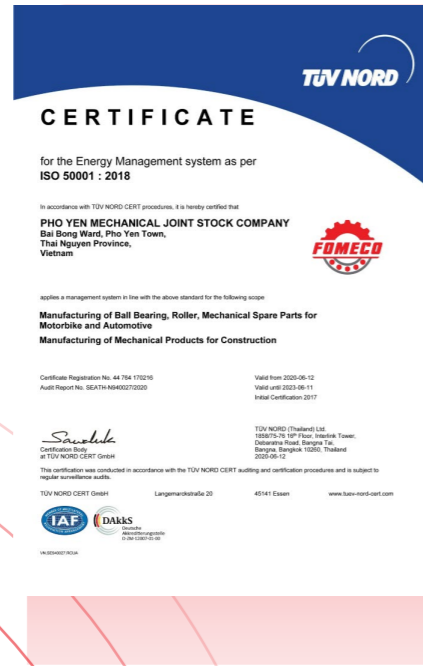 TÜVNORD
CERTIFICATE
for the Energy Management system as per
ISO 50001 : 2018
In accordance with TÜV NORD CERT procedures, it is hereby certified that
PHO YEN MECHANICAL JOINT STOCK COMPANY
Bai Bong Ward, Pho Yen Town,
Thai Nguyen Province,
Vietnam
FOMECO
applies a management system in line with the above standard for the following scope
Manufacturing of Ball Bearing, Roller, Mechanical Spare Parts for
Motorbike and Automotive
Manufacturing of Mechanical Products for Construction
Certificate Registration No. 44 764 170216
Audit Report No. SEATH-N940027/2020
Valid from 2020-06-12
Valid until 2023-06-11
Initial Certification 2017
Certification Body
at TÜV NORD CERT GmbH
TÜV NORD (Thailand) Ltd.
1858/75-76 16th Floor, Interlink Tower,
Debaratna Road, Bangna Tai,
Bangna, Bangkok 10260, Thailand
2020-06-12
This certification was conducted in accordance with the TÜV NORD CERT auditing and certification procedures and is subject to
regular surveillance audits.
TÜV NORD CERT GmbH Langemarckstraße 20 45141 Essen www.tuev-nord-cert.com
IAF
DAkkS
Deutsche
Akkreditierungsstelle